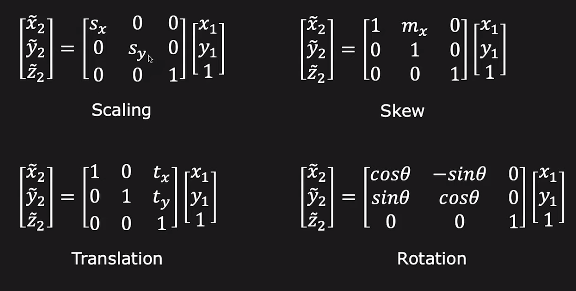 [x̃₂ ỹ₂ z̃₂] = [sₓ 0 0; 0 s_y 0; 0 0 1] [x₁ y₁ 1]
Scaling
[x̃₂ ỹ₂ z̃₂] = [1 mₓ 0; 0 1 0; 0 0 1] [x₁ y₁ 1]
Skew
[x̃₂ ỹ₂ z̃₂] = [1 0 tₓ; 0 1 t_y; 0 0 1] [x₁ y₁ 1]
Translation
[x̃₂ ỹ₂ z̃₂] = [cosθ −sinθ 0; sinθ cosθ 0; 0 0 1] [x₁ y₁ 1]
Rotation